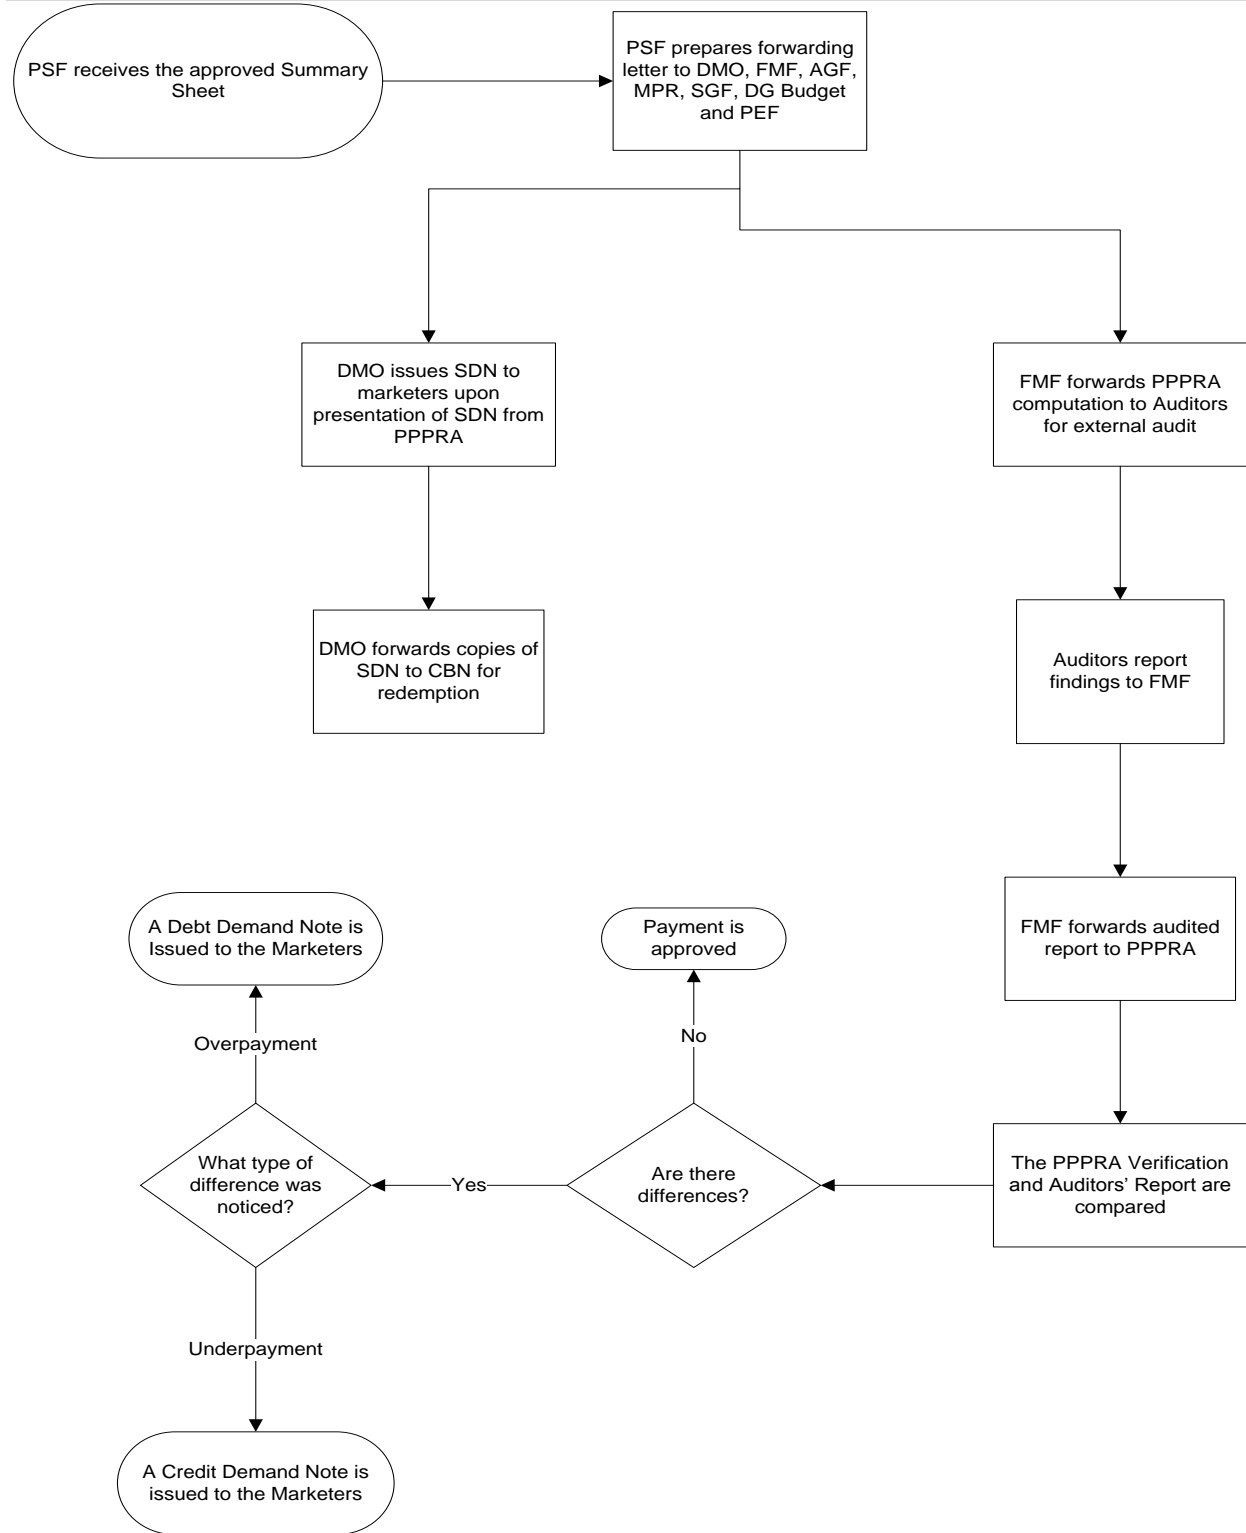 PSF receives the approved Summary
Sheet
PSF prepares forwarding
letter to DMO, FMF, AGF,
MPR, SGF, DG Budget
and PEF
DMO issues SDN to
marketers upon
presentation of SDN from
PPPRA
FMF forwards PPPRA
computation to Auditors
for external audit
DMO forwards copies of
SDN to CBN for
redemption
Auditors report
findings to FMF
FMF forwards audited
report to PPPRA
A Debt Demand Note is
Issued to the Marketers
Payment is
approved
Overpayment
No
What type of
difference was
noticed?
Yes
Are there
differences?
The PPPRA Verification
and Auditors’ Report are
compared
Underpayment
A Credit Demand Note is
issued to the Marketers